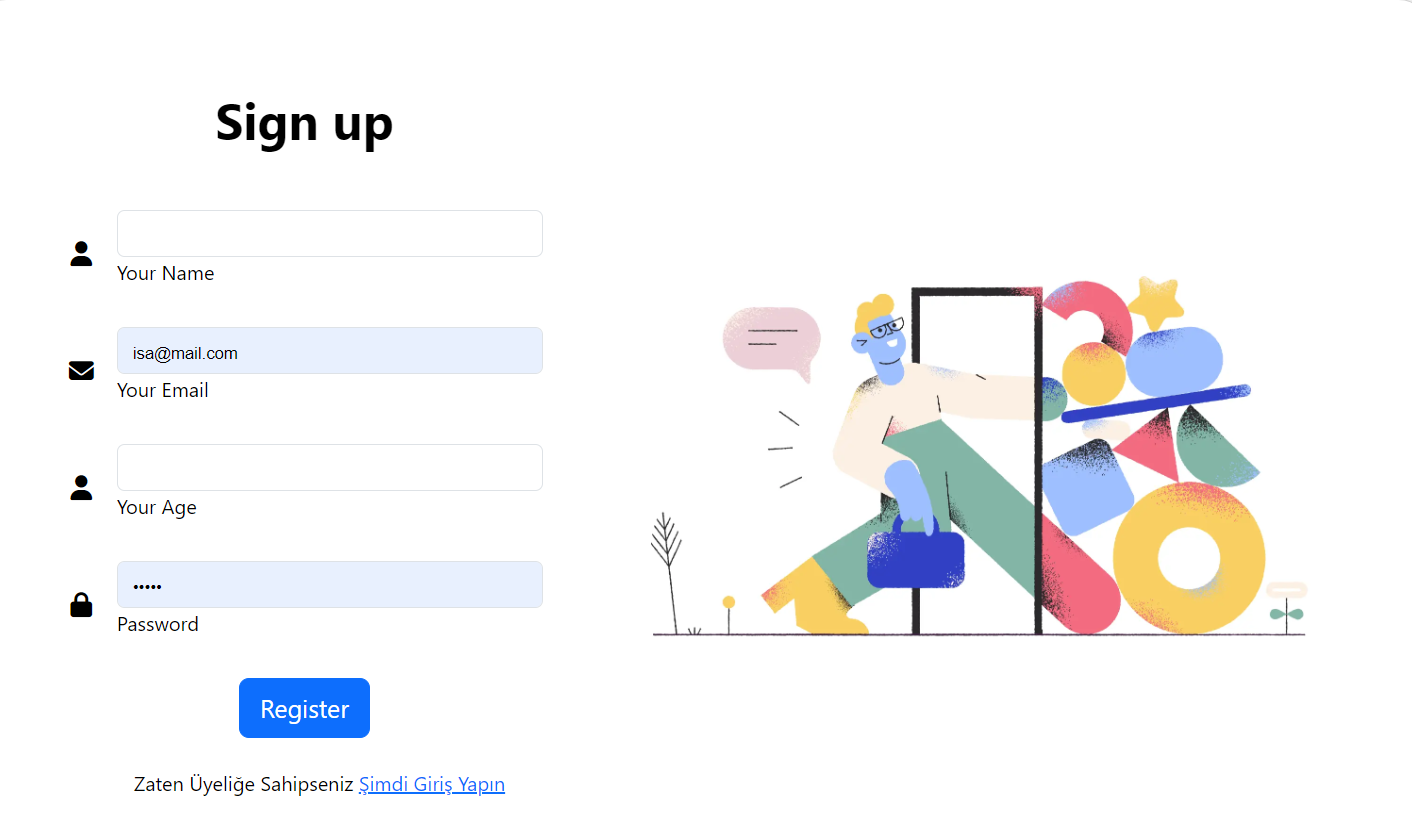 Sign up
Your Name
isa@mail.com
Your Email
Your Age
•••••
Password
Register
Zaten Üyeliğe Sahipseniz Şimdi Giriş Yapın